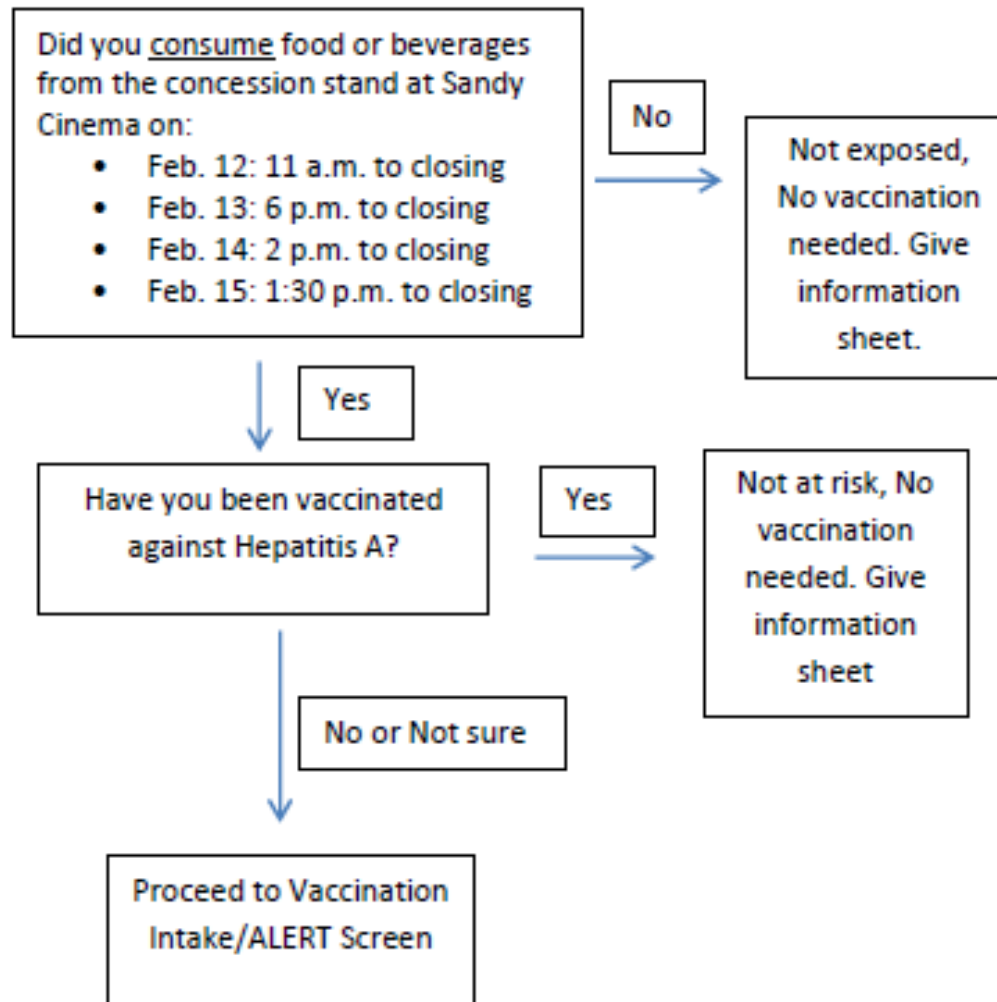 Did you consume food or beverages
from the concession stand at Sandy
Cinema on:
• Feb. 12: 11 a.m. to closing
• Feb. 13: 6 p.m. to closing
• Feb. 14: 2 p.m. to closing
• Feb. 15: 1:30 p.m. to closing
No
Not exposed,
No vaccination
needed. Give
information
sheet.
Yes
Have you been vaccinated
against Hepatitis A?
Yes
Not at risk, No
vaccination
needed. Give
information
sheet
No or Not sure
Proceed to Vaccination
Intake/ALERT Screen